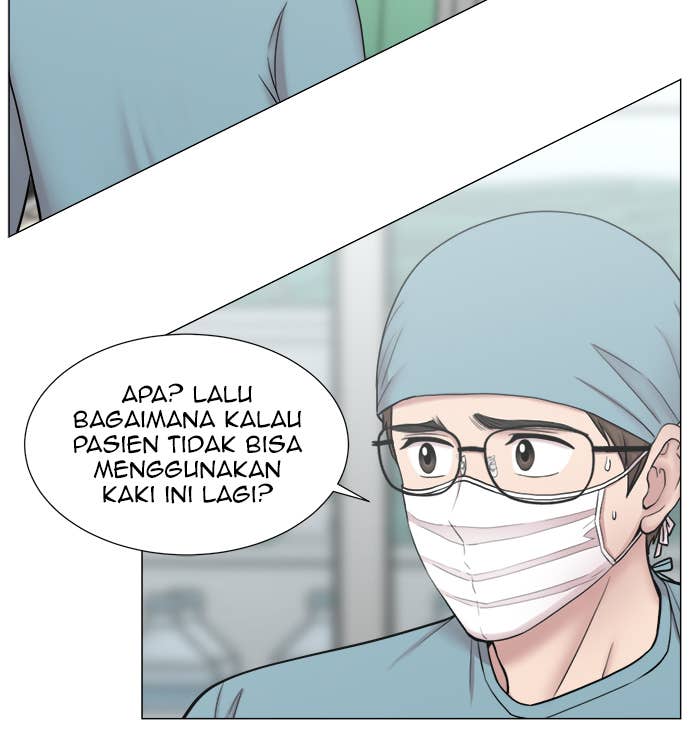 APA? LALU
BAGAIMANA KALAU
PASIEN TIDAK BISA
MENGGUNAKAN
KAKI INI LAGI?